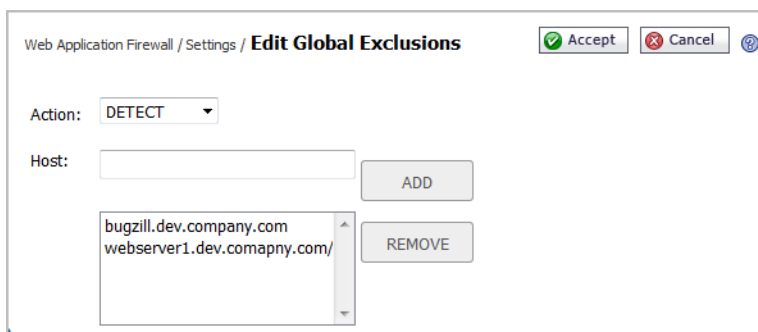 Web Application Firewall / Settings / Edit Global Exclusions Accept Cancel ?
Action: DETECT
Host:
ADD
bugzill.dev.company.com
webserver1.dev.comapny.com/
REMOVE